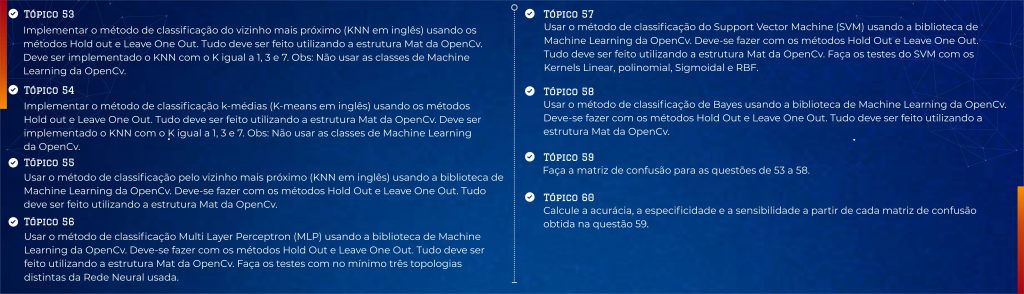 TÓPICO 53
Implementar o método de classificação do vizinho mais próximo (KNN em inglês) usando os
métodos Hold out e Leave One Out. Tudo deve ser feito utilizando a estrutura Mat da OpenCv.
Deve ser implementado o KNN com o K igual a 1, 3 e 7. Obs: Não usar as classes de Machine
Learning da OpenCv.
TÓPICO 54
Implementar o método de classificação k-médias (K-means em inglês) usando os métodos
Hold out e Leave One Out. Tudo deve ser feito utilizando a estrutura Mat da OpenCv. Deve ser
implementado o KNN com o K igual a 1, 3 e 7. Obs: Não usar as classes de Machine Learning
da OpenCv.
TÓPICO 55
Usar o método de classificação pelo vizinho mais próximo (KNN em inglês) usando a biblioteca de
Machine Learning da OpenCv. Deve-se fazer com os métodos Hold Out e Leave One Out. Tudo
deve ser feito utilizando a estrutura Mat da OpenCv.
TÓPICO 56
Usar o método de classificação Multi Layer Perceptron (MLP) usando a biblioteca de Machine
Learning da OpenCv. Deve-se fazer com os métodos Hold Out e Leave One Out. Tudo deve ser
feito utilizando a estrutura Mat da OpenCv. Faça os testes com no mínimo três topologias
distintas da Rede Neural usada.
TÓPICO 57
Usar o método de classificação do Support Vector Machine (SVM) usando a biblioteca de
Machine Learning da OpenCv. Deve-se fazer com os métodos Hold Out e Leave One Out.
Tudo deve ser feito utilizando a estrutura Mat da OpenCv. Faça os testes do SVM com os
Kernels Linear, polinomial, Sigmoidal e RBF.
TÓPICO 58
Usar o método de classificação de Bayes usando a biblioteca de Machine Learning da OpenCv.
Deve-se fazer com os métodos Hold Out e Leave One Out. Tudo deve ser feito utilizando a
estrutura Mat da OpenCv.
TÓPICO 59
Faça a matriz de confusão para as questões de 53 a 58.
TÓPICO 60
Calcule a acurácia, a especificidade e a sensibilidade a partir de cada matriz de confusão
obtida na questão 59.